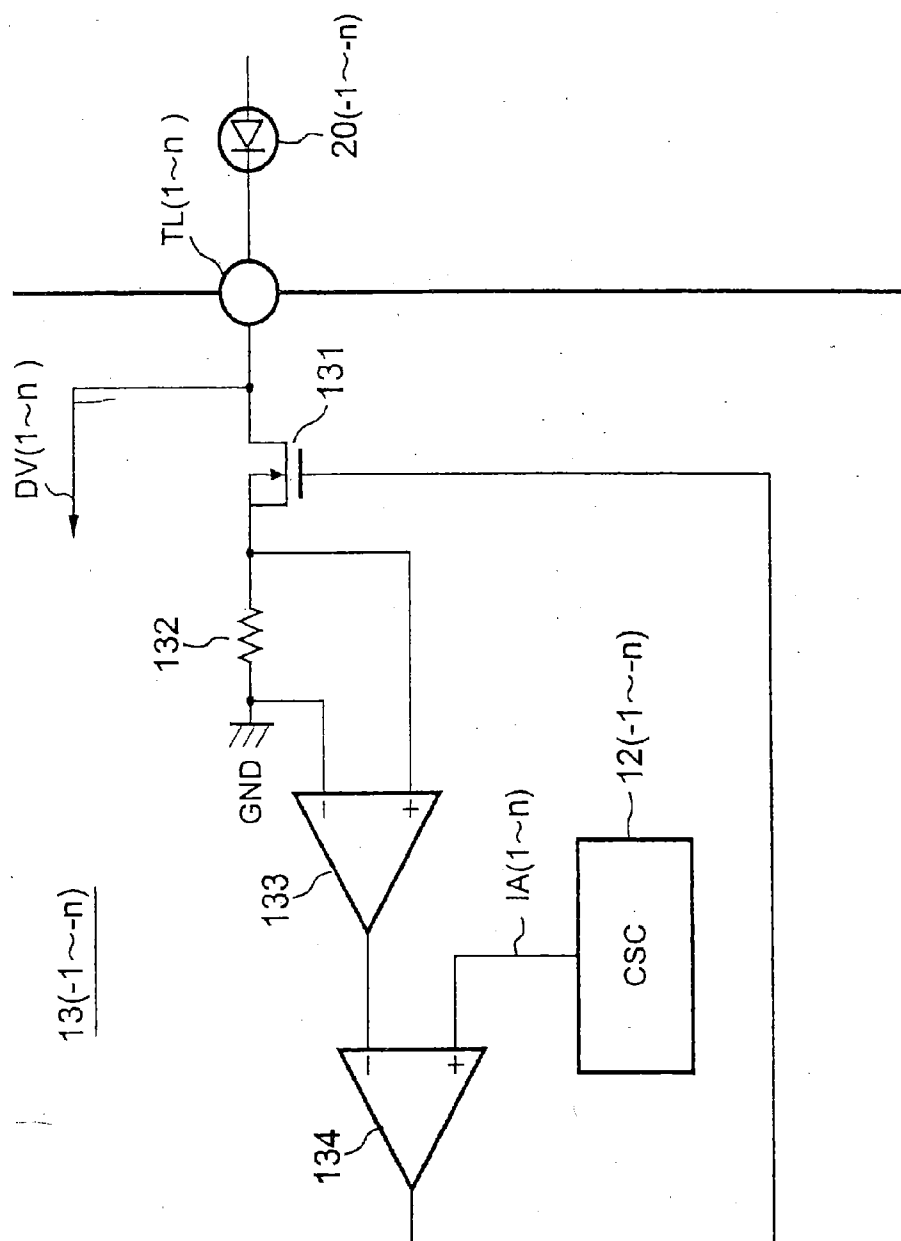 13(-1~-n)
134
133
GND
132
DV(1~n)
131
TL(1~n)
20(-1~-n)
IA(1~n)
12(-1~-n)
CSC
−
+
−
+